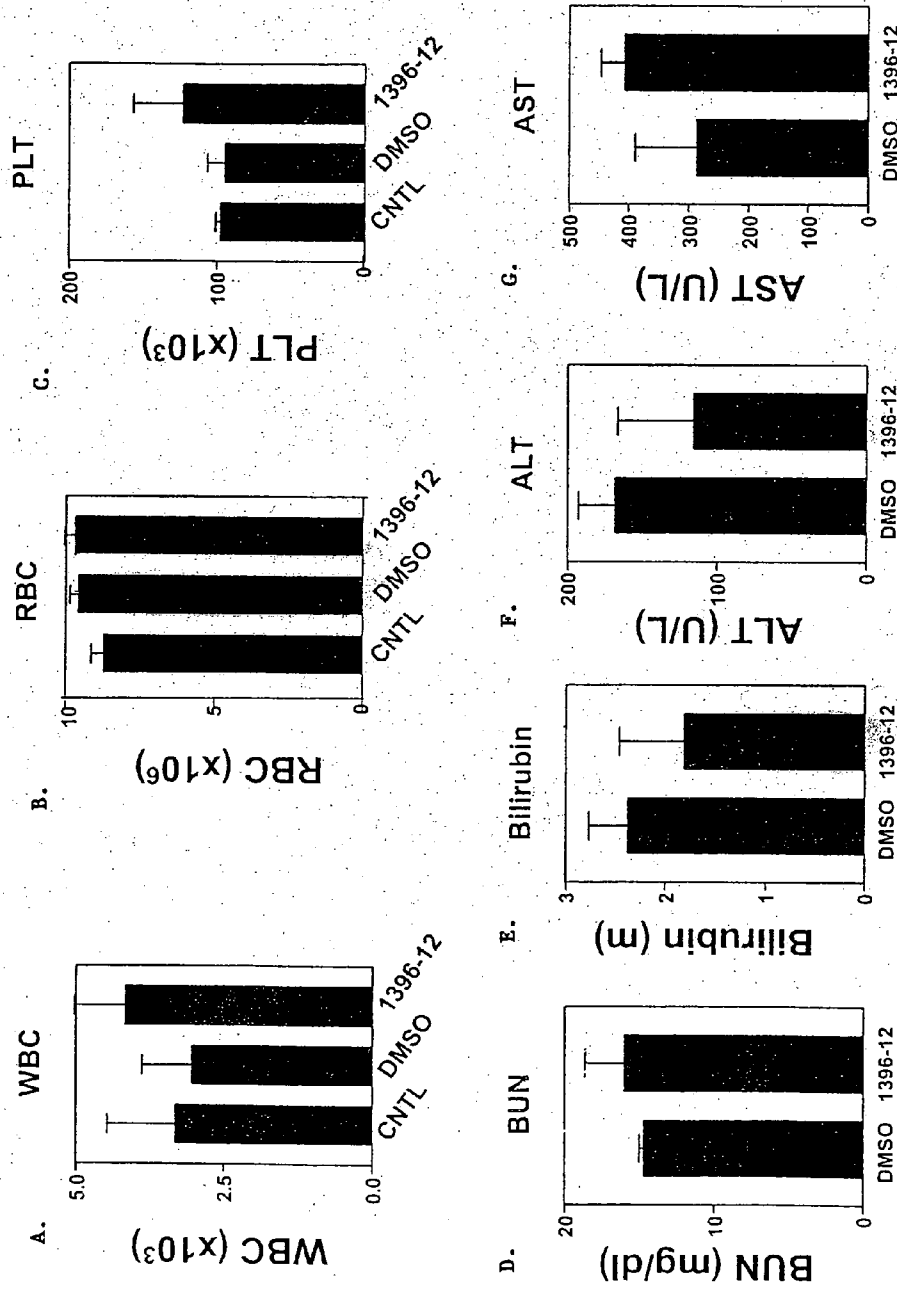 A.
WBC
WBC (x10³)
5.0
2.5
0.0
CNTL
DMSO
1396-12
B.
RBC
RBC (x10⁶)
10
5
0
CNTL
DMSO
1396-12
C.
PLT
PLT (x10³)
200
100
0
CNTL
DMSO
1396-12
D.
BUN
BUN (mg/dl)
20
10
0
DMSO
1396-12
E.
Bilirubin
Bilirubin (m)
3
2
1
0
DMSO
1396-12
F.
ALT
ALT (U/L)
200
100
0
DMSO
1396-12
G.
AST
AST (U/L)
500
400
300
200
100
0
DMSO
1396-12